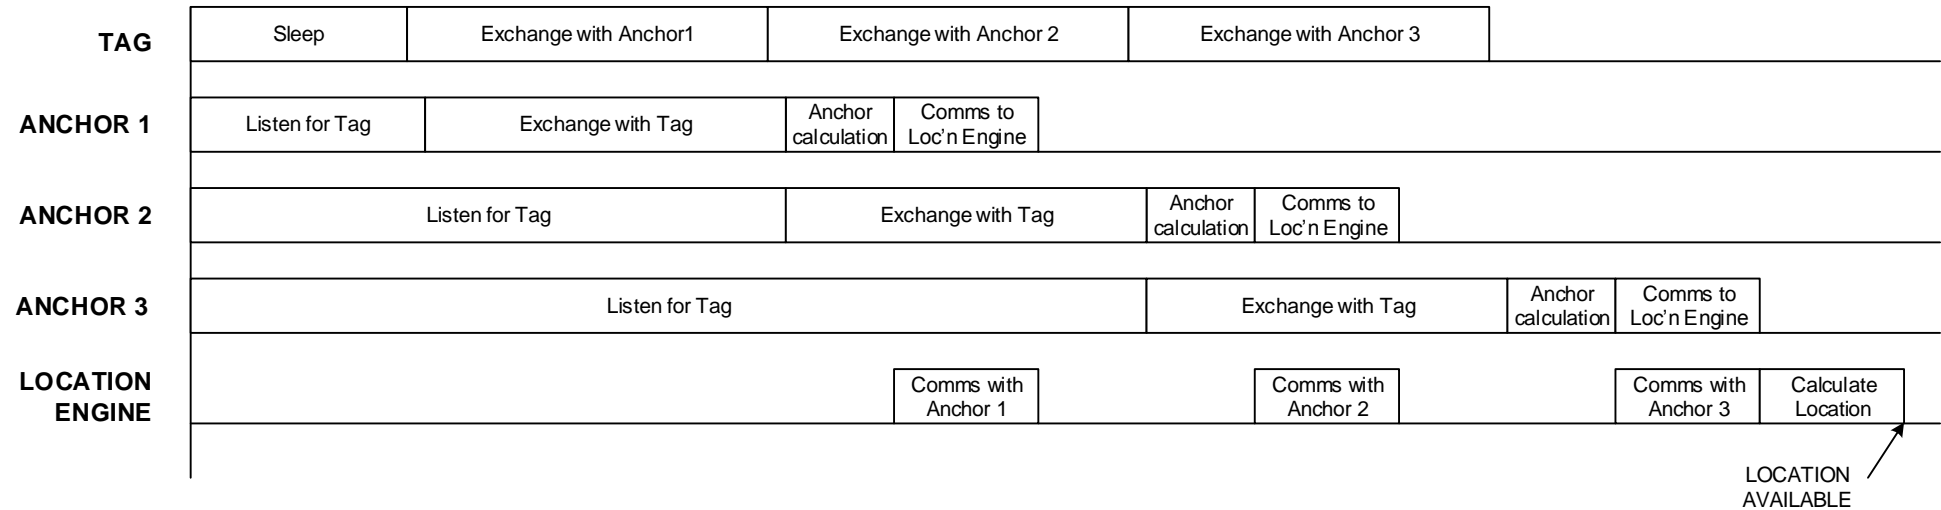 TAG
Sleep
Exchange with Anchor1
Exchange with Anchor 2
Exchange with Anchor 3
ANCHOR 1
Listen for Tag
Exchange with Tag
Anchor
calculation
Comms to
Loc'n Engine
ANCHOR 2
Listen for Tag
Exchange with Tag
Anchor
calculation
Comms to
Loc'n Engine
ANCHOR 3
Listen for Tag
Exchange with Tag
Anchor
calculation
Comms to
Loc'n Engine
LOCATION
ENGINE
Comms with
Anchor 1
Comms with
Anchor 2
Comms with
Anchor 3
Calculate
Location
LOCATION
AVAILABLE